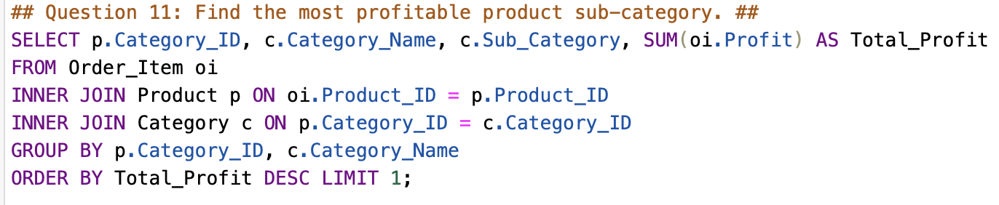 ## Question 11: Find the most profitable product sub-category. ##
SELECT p.Category_ID, c.Category_Name, c.Sub_Category, SUM(oi.Profit) AS Total_Profit
FROM Order_Item oi
INNER JOIN Product p ON oi.Product_ID = p.Product_ID
INNER JOIN Category c ON p.Category_ID = c.Category_ID
GROUP BY p.Category_ID, c.Category_Name
ORDER BY Total_Profit DESC LIMIT 1;